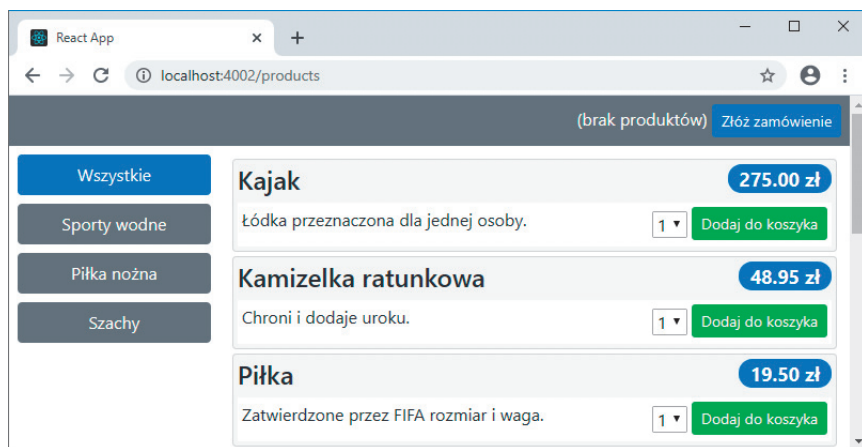 React App
localhost:4002/products
(brak produktów) Złóż zamówienie
Wszystkie
Sporty wodne
Piłka nożna
Szachy
Kajak 275.00 zł
Łódka przeznaczona dla jednej osoby. 1 Dodaj do koszyka
Kamizelka ratunkowa 48.95 zł
Chroni i dodaje uroku. 1 Dodaj do koszyka
Piłka 19.50 zł
Zatwierdzone przez FIFA rozmiar i waga. 1 Dodaj do koszyka